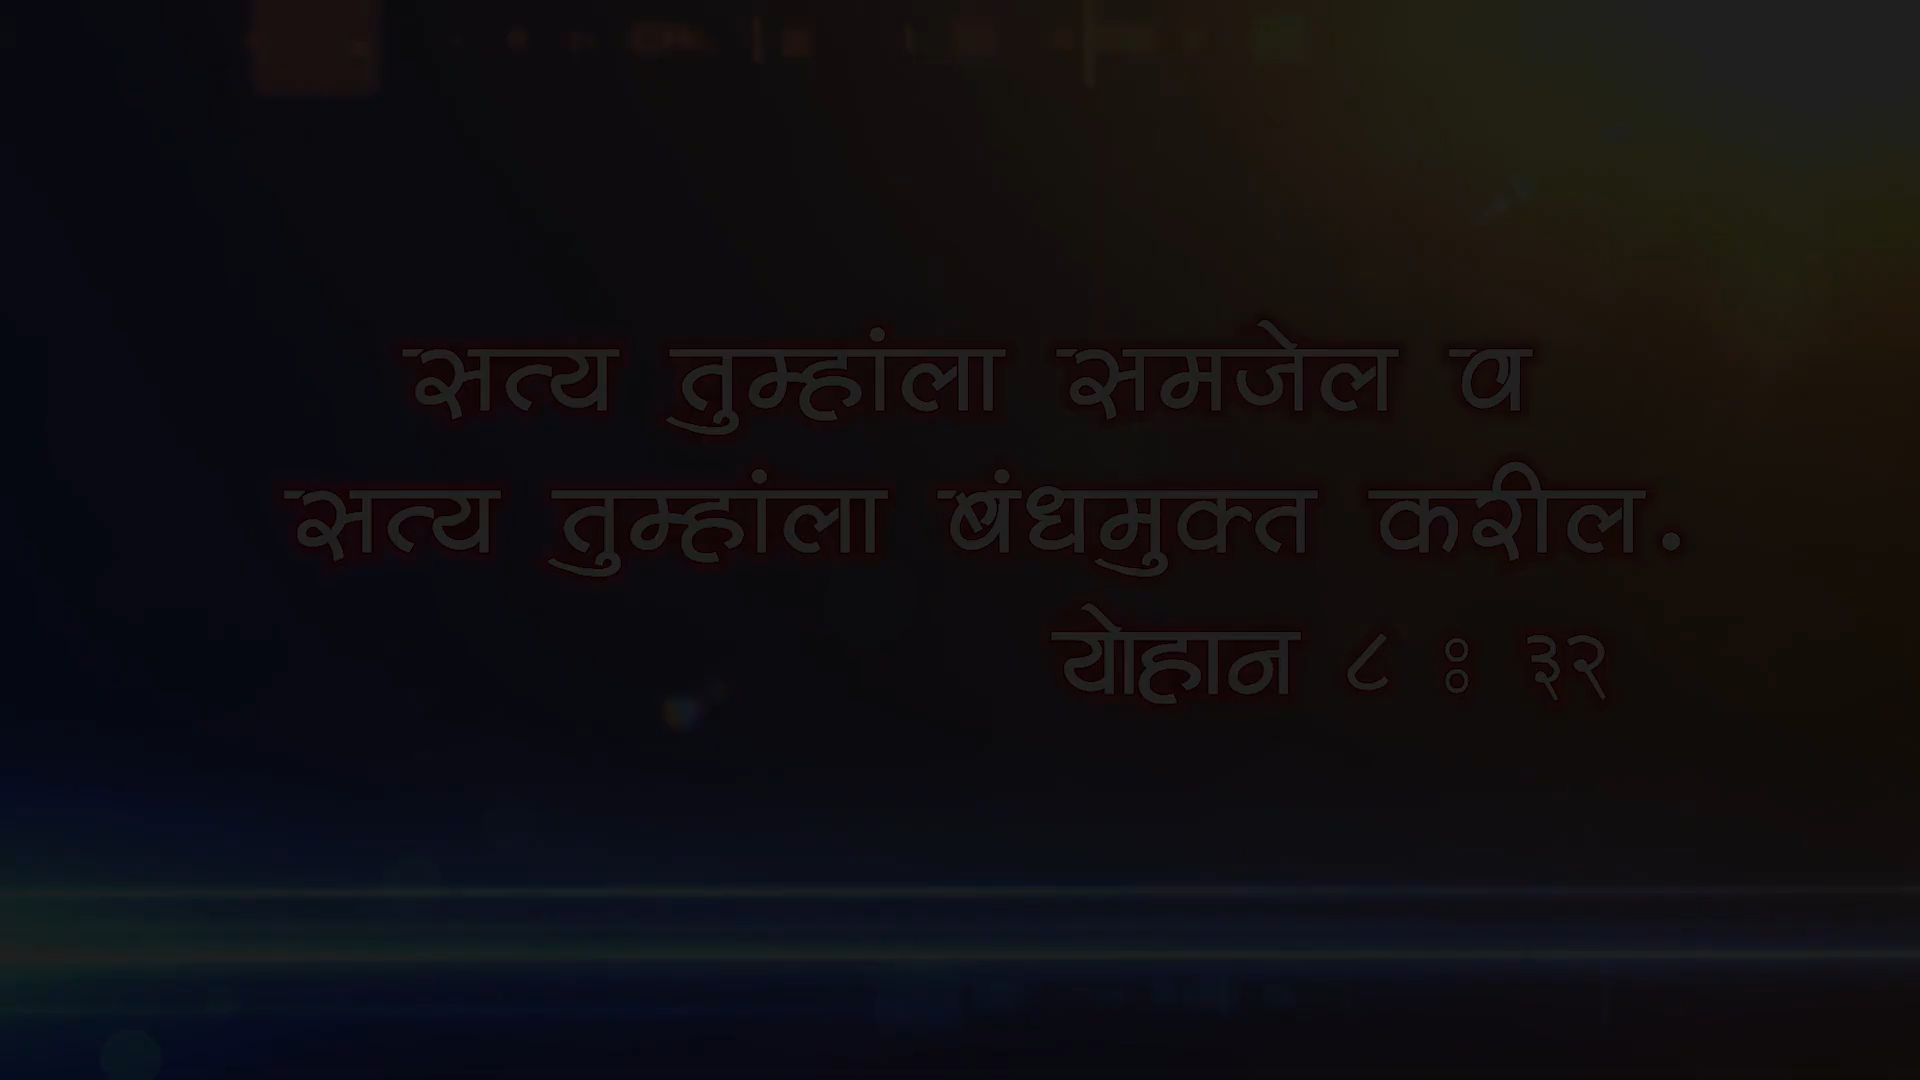 सत्य तुम्हांला समजेल व
सत्य तुम्हांला बंधमुक्त करील.
योहान ८ : ३२